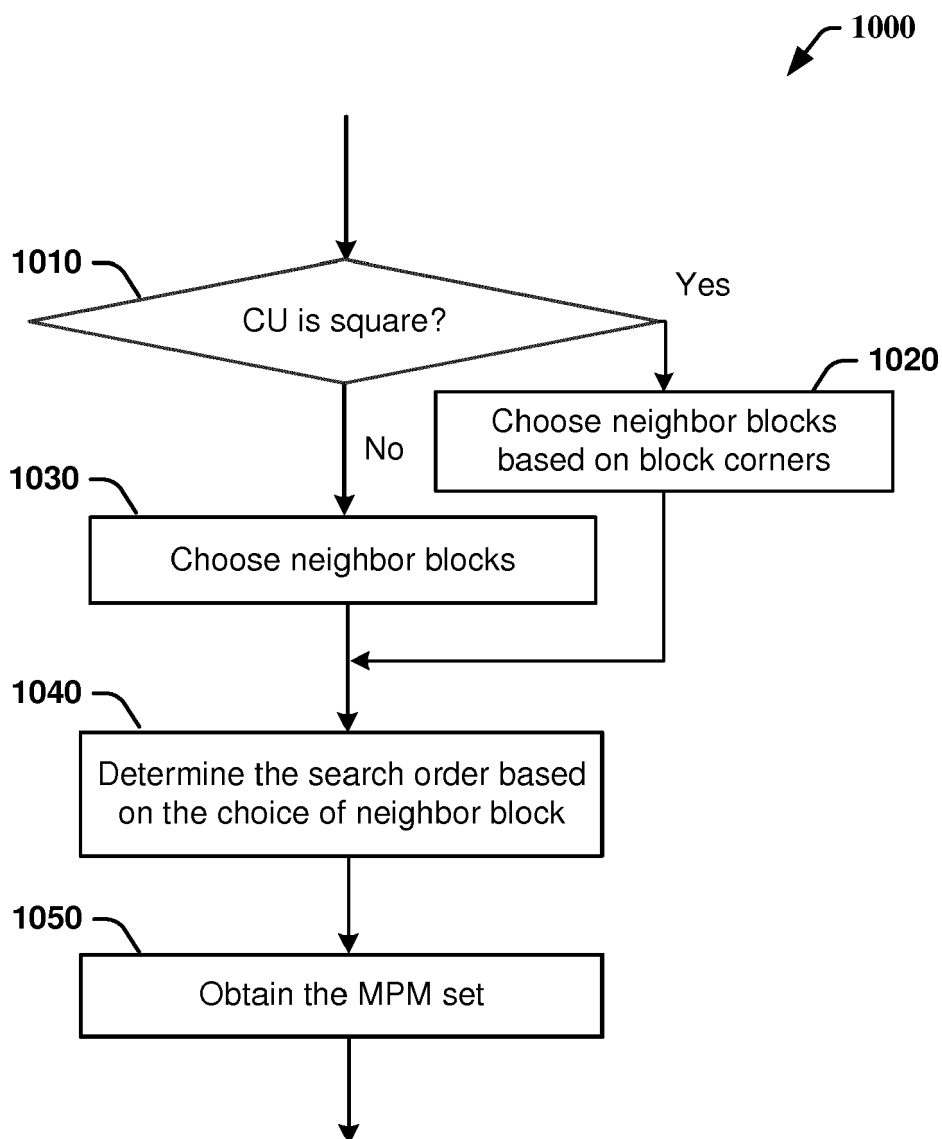 1000
1010
CU is square?
Yes
1020
Choose neighbor blocks
based on block corners
No
1030
Choose neighbor blocks
1040
Determine the search order based
on the choice of neighbor block
1050
Obtain the MPM set